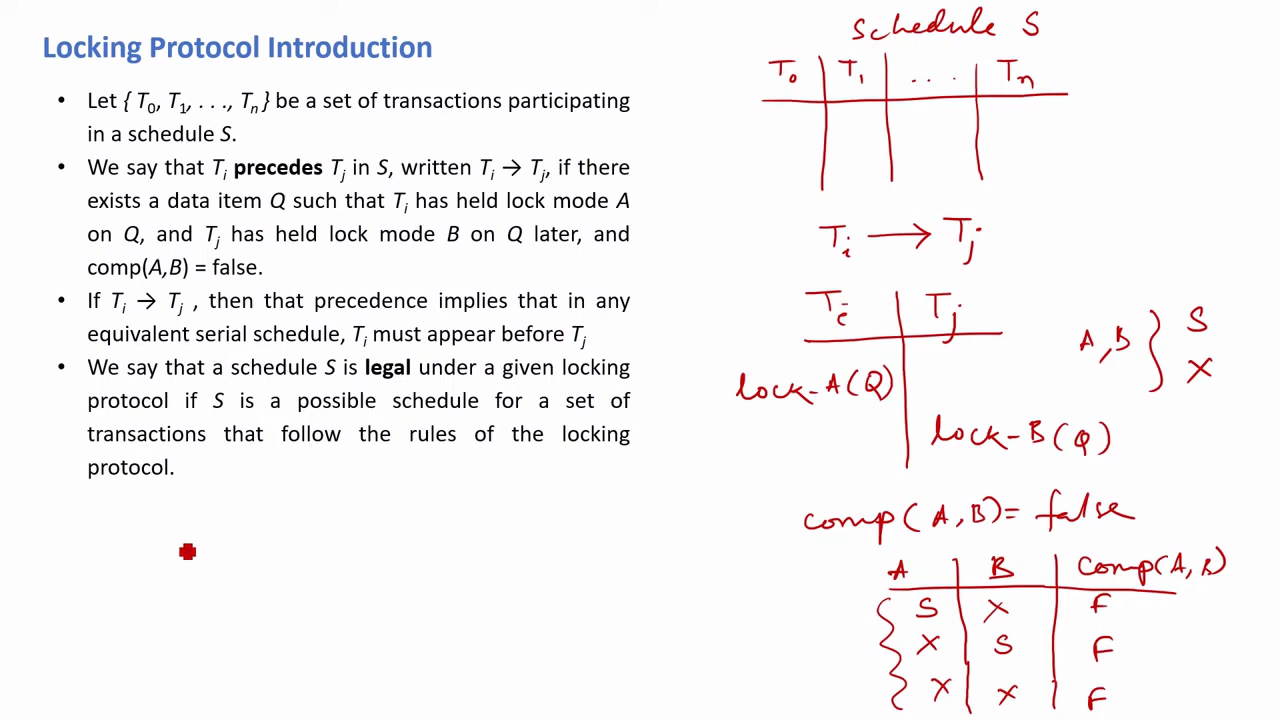 Locking Protocol Introduction
• Let { T0, T1, . . ., Tn } be a set of transactions participating
in a schedule S.
• We say that Ti precedes Tj in S, written Ti → Tj, if there
exists a data item Q such that Ti has held lock mode A
on Q, and Tj has held lock mode B on Q later, and
comp(A,B) = false.
• If Ti → Tj , then that precedence implies that in any
equivalent serial schedule, Ti must appear before Tj
• We say that a schedule S is legal under a given locking
protocol if S is a possible schedule for a set of
transactions that follow the rules of the locking
protocol.
Schedule S
T0 T1 .... Tn
Ti → Tj
Ti Tj
lock-A(Q)
lock-B(Q)
A, B } S
X
comp(A, B) = false
A B Comp(A, B)
S X F
X S F
X X F